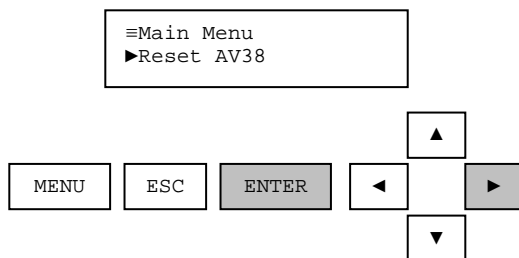 ≡Main Menu
►Reset AV38
▲
MENU ESC ENTER ◄ ►
▼